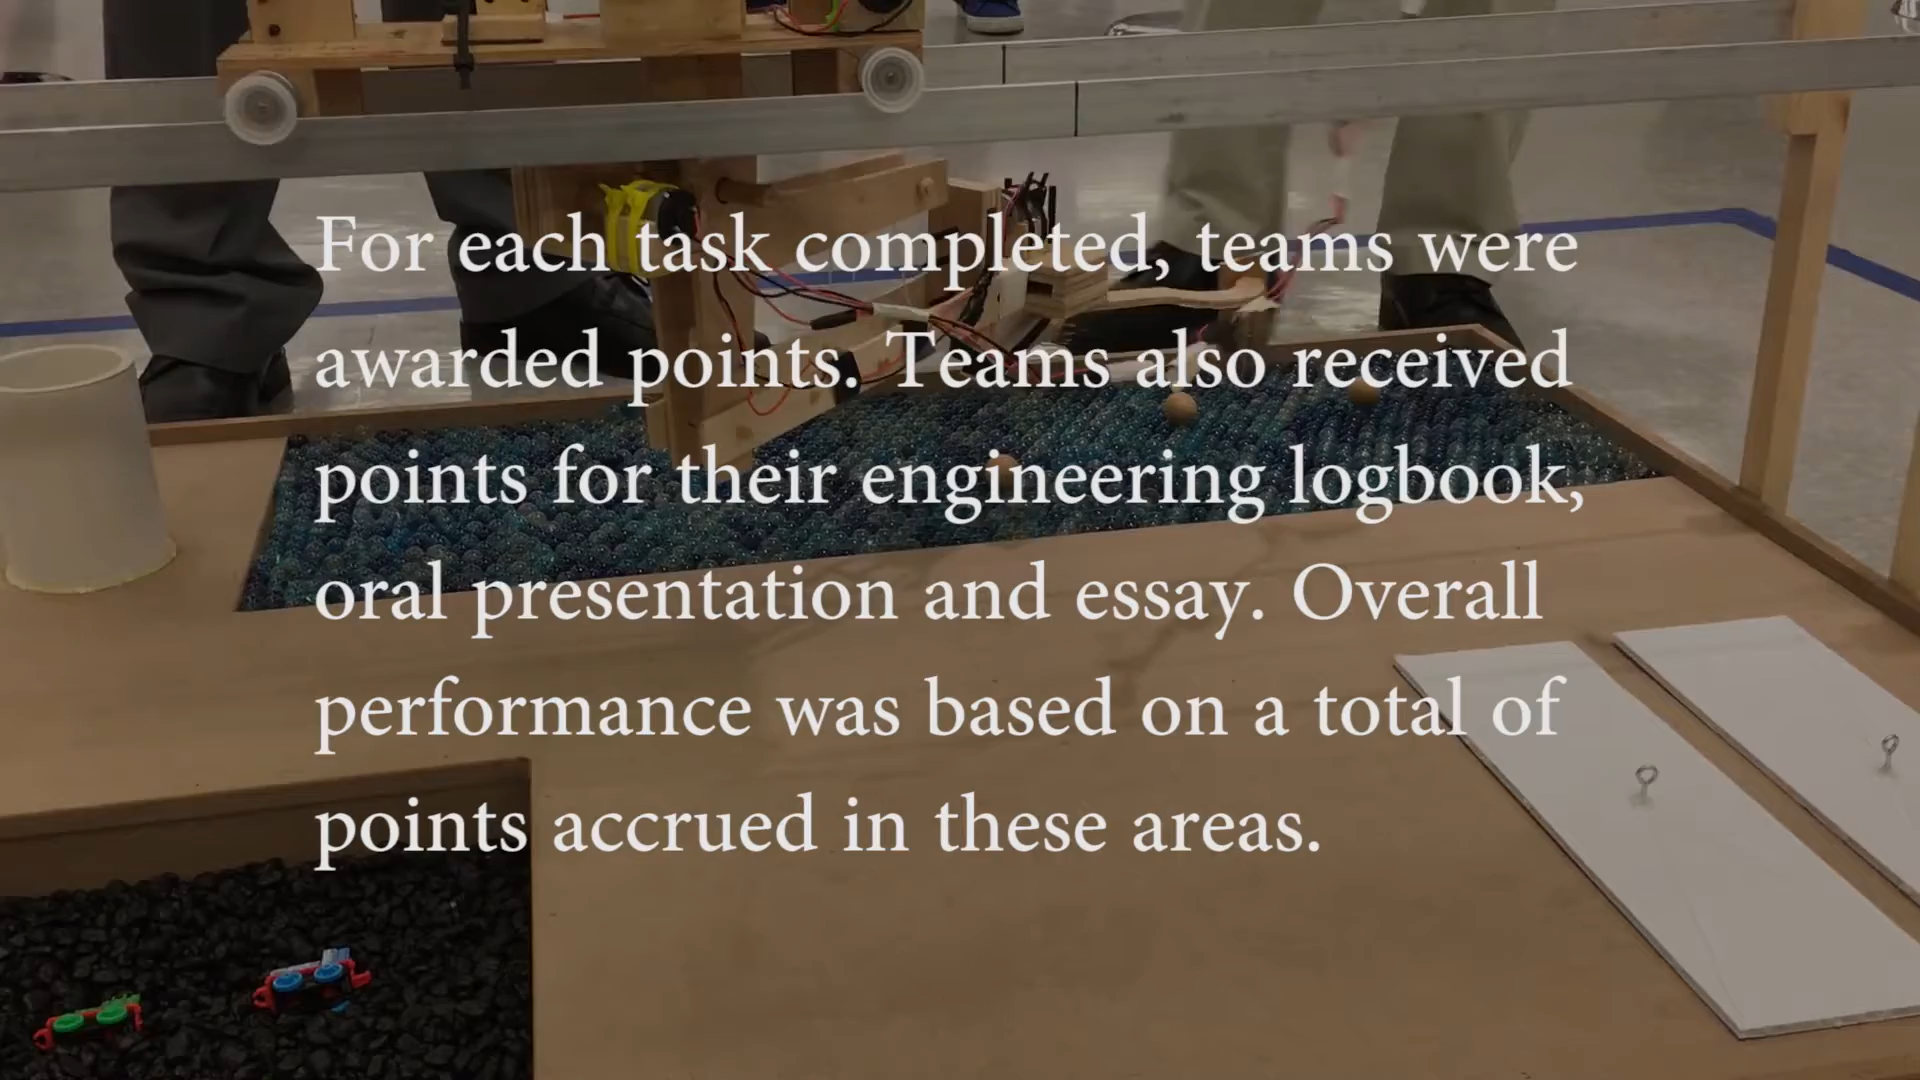 For each task completed, teams were
awarded points. Teams also received
points for their engineering logbook,
oral presentation and essay. Overall
performance was based on a total of
points accrued in these areas.